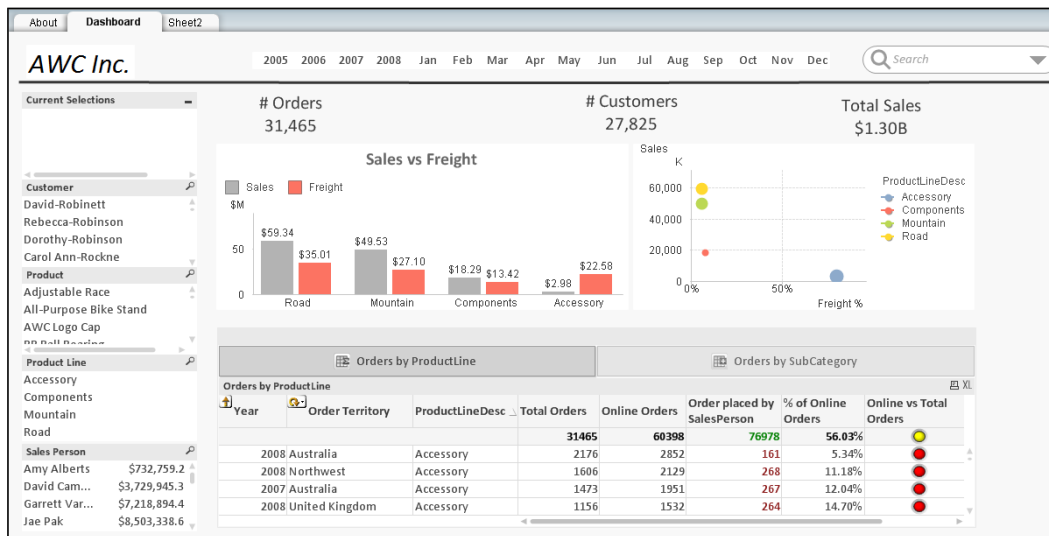 About Dashboard Sheet2
AWC Inc.
2005 2006 2007 2008 Jan Feb Mar Apr May Jun Jul Aug Sep Oct Nov Dec
Search
Current Selections
Customer
David-Robinett
Rebecca-Robinson
Dorothy-Robinson
Carol Ann-Rockne
Product
Adjustable Race
All-Purpose Bike Stand
AWC Logo Cap
Product Line
Accessory
Components
Mountain
Road
Sales Person
Amy Alberts $732,759.2
David Cam... $3,729,945.3
Garrett Var... $7,218,894.4
Jae Pak $8,503,338.6
# Orders
31,465
# Customers
27,825
Total Sales
$1.30B
Sales vs Freight
Sales Freight
$M
50
0
$59.34
$35.01
$49.53
$27.10
$18.29
$13.42
$2.98
$22.58
Road Mountain Components Accessory
Sales
K
60,000
40,000
20,000
0
0% 50%
Freight %
ProductLineDesc
Accessory
Components
Mountain
Road
Orders by ProductLine Orders by SubCategory
Orders by ProductLine XL
Year Order Territory ProductLineDesc Total Orders Online Orders Order placed by SalesPerson % of Online Orders Online vs Total Orders
31465 60398 76978 56.03%
2008 Australia Accessory 2176 2852 161 5.34%
2008 Northwest Accessory 1606 2129 268 11.18%
2007 Australia Accessory 1473 1951 267 12.04%
2008 United Kingdom Accessory 1156 1532 264 14.70%